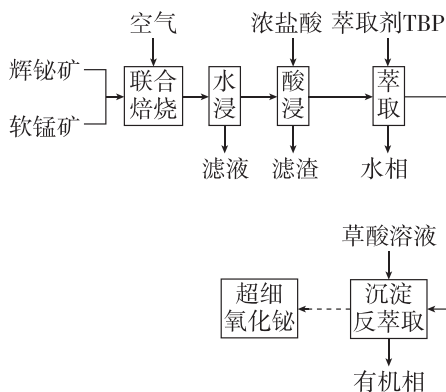 空气
浓盐酸 萃取剂TBP
辉铋矿
软锰矿
联合
焙烧
水
浸
酸
浸
萃
取
滤液
滤渣
水相
草酸溶液
超细
氧化铋
沉淀
反萃取
有机相